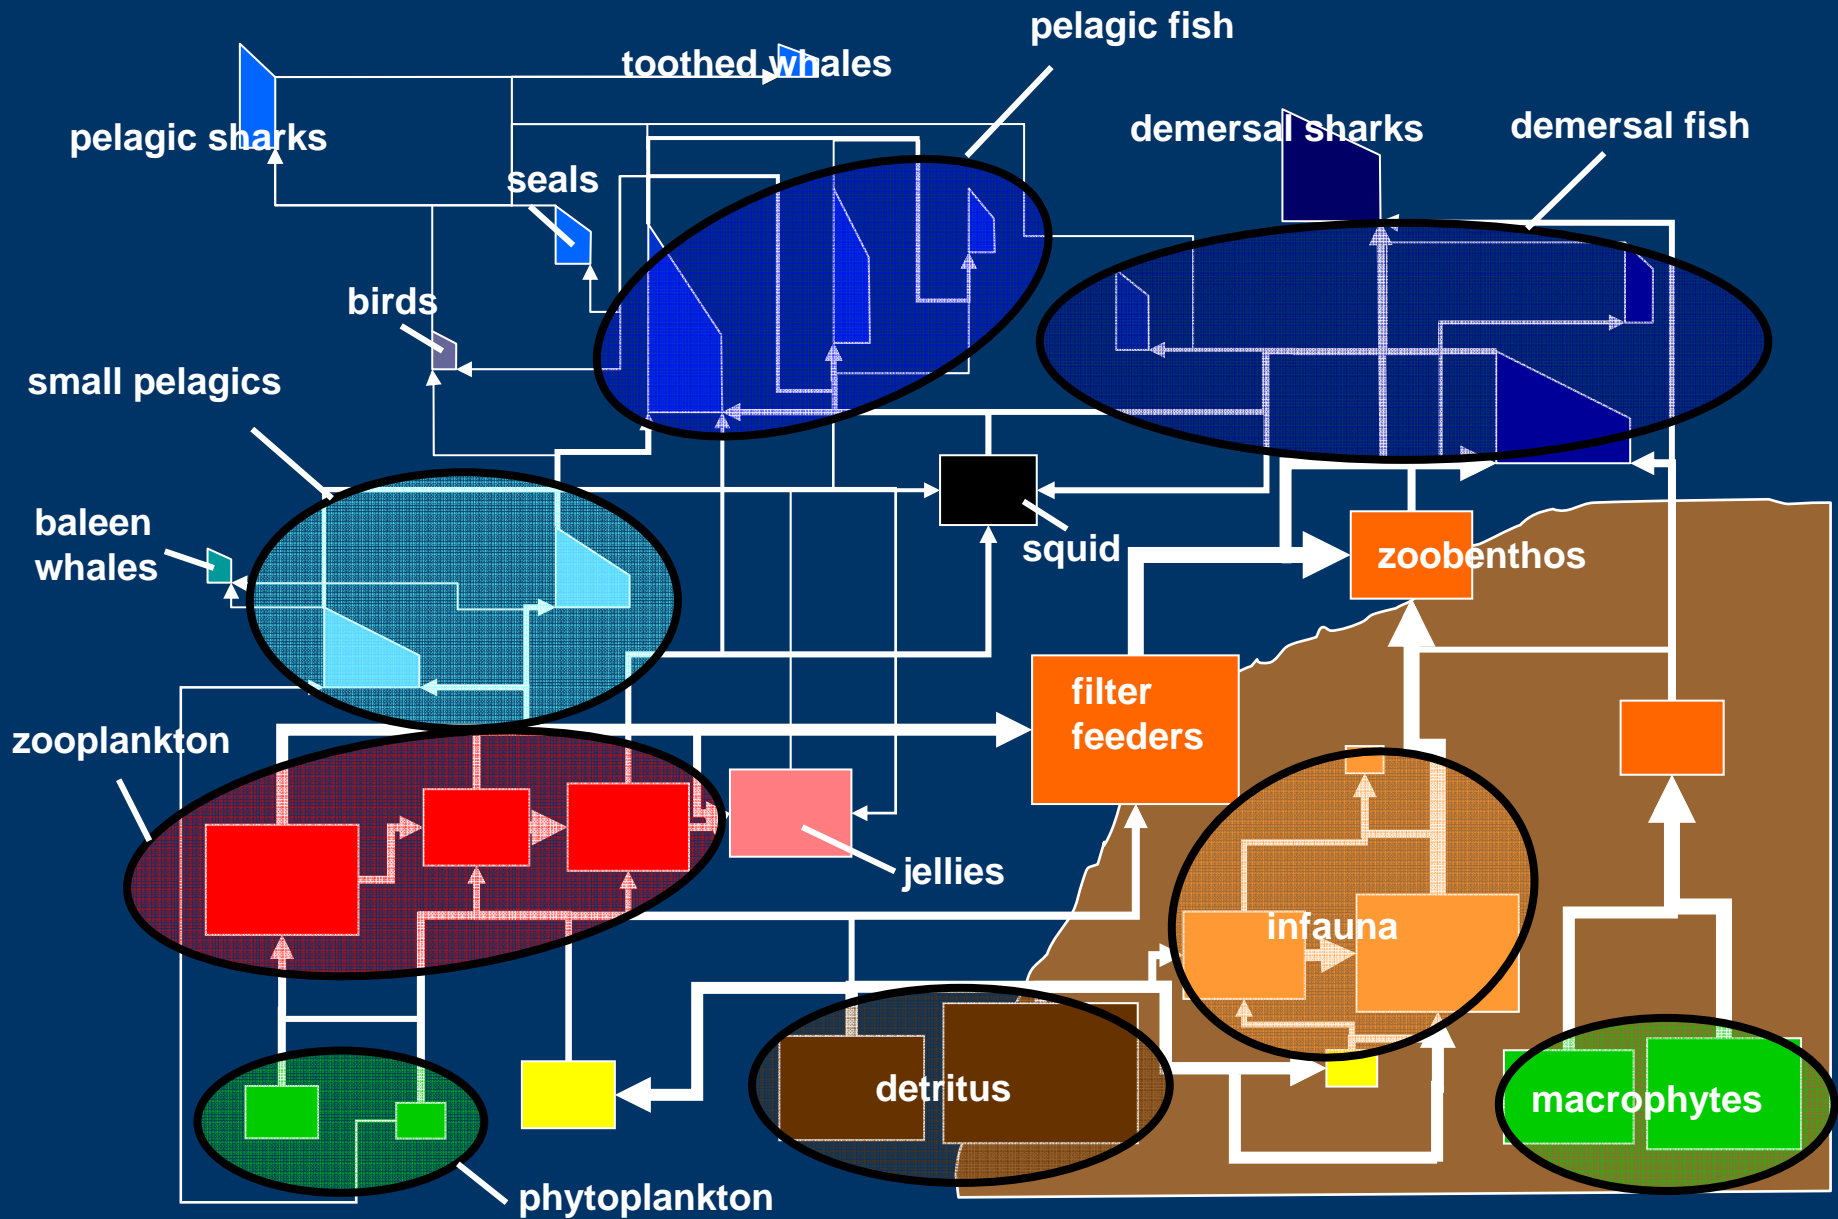 pelagic fish
toothed whales
pelagic sharks
demersal sharks
demersal fish
seals
birds
small pelagics
baleen
whales
squid
zoobenthos
filter
feeders
zooplankton
jellies
infauna
detritus
macrophytes
phytoplankton